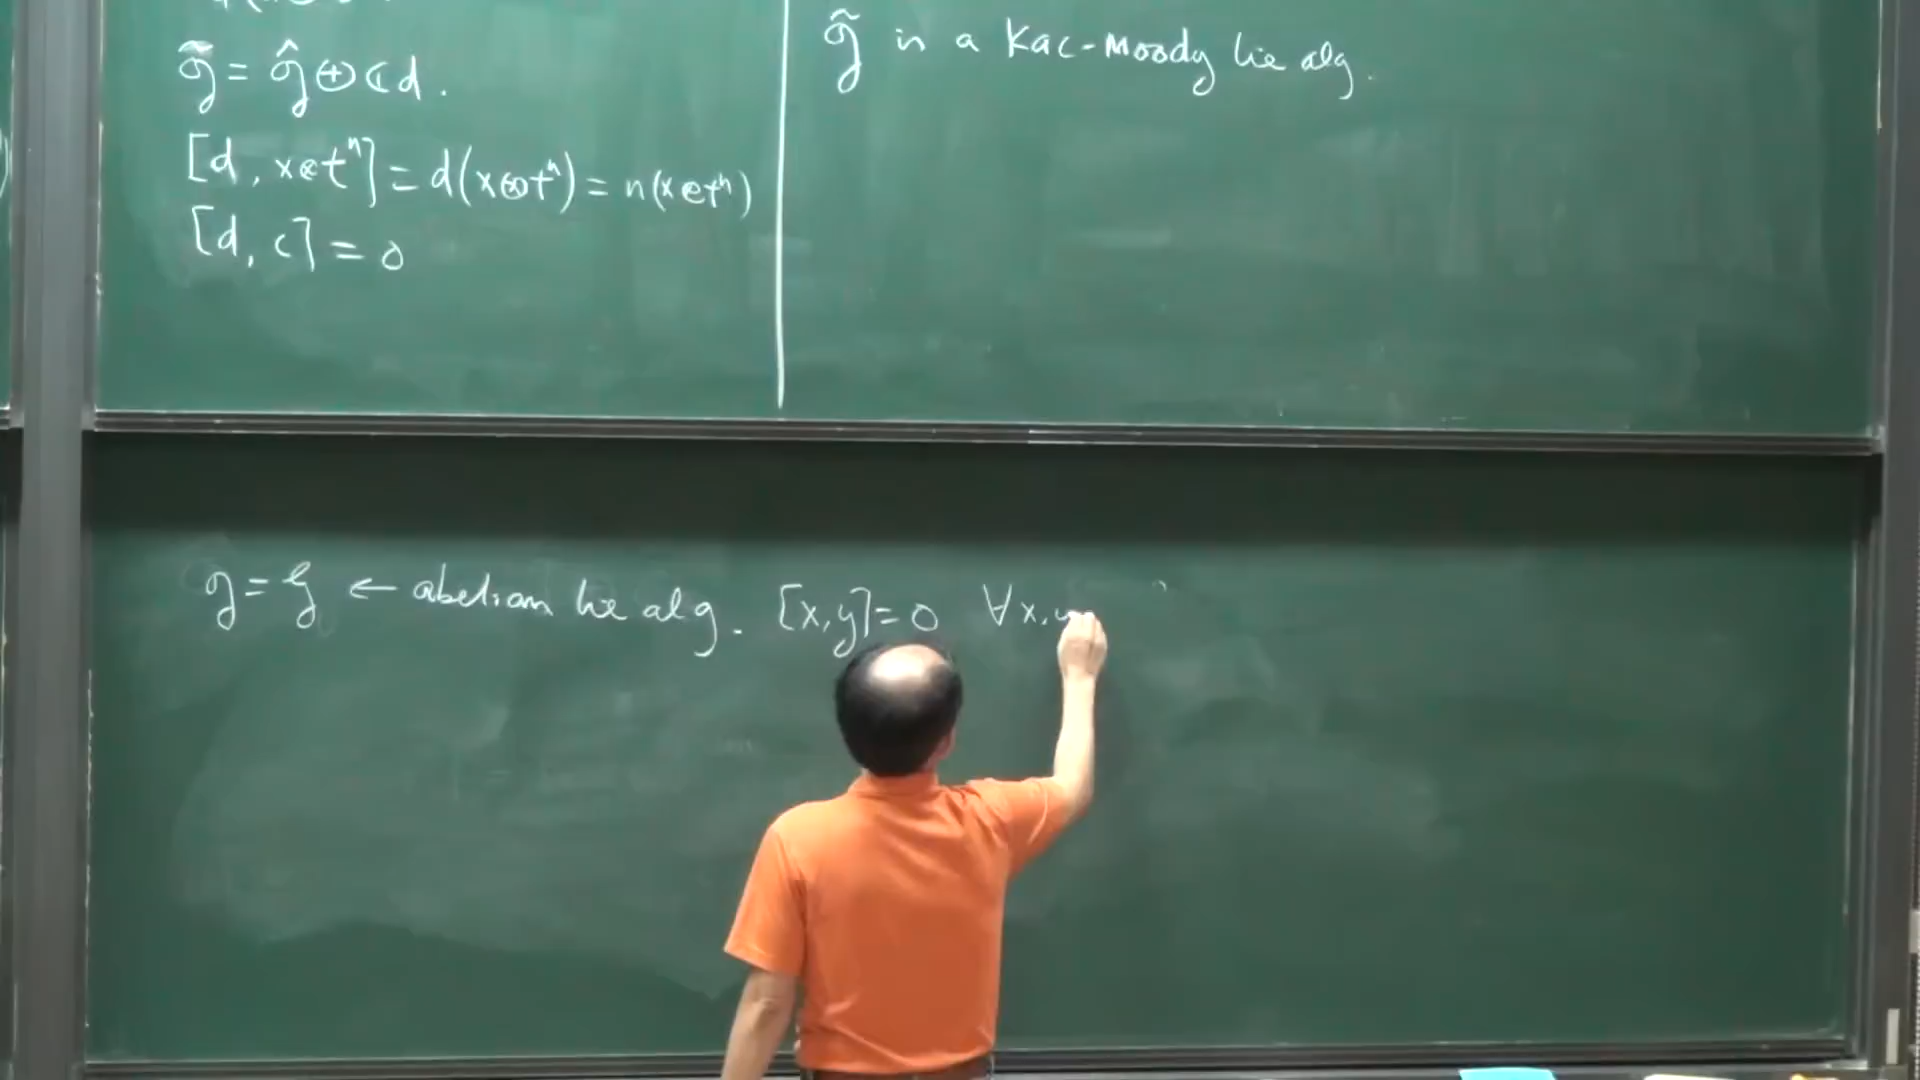 g̃ = ĝ ⊕ ℂd.
[d, x⊗tⁿ] = d(x⊗tⁿ) = n(x⊗tⁿ)
[d, c] = 0
g̃ is a Kac-Moody Lie alg.
g = h ← abelian Lie alg. [x,y]=0 ∀x,y